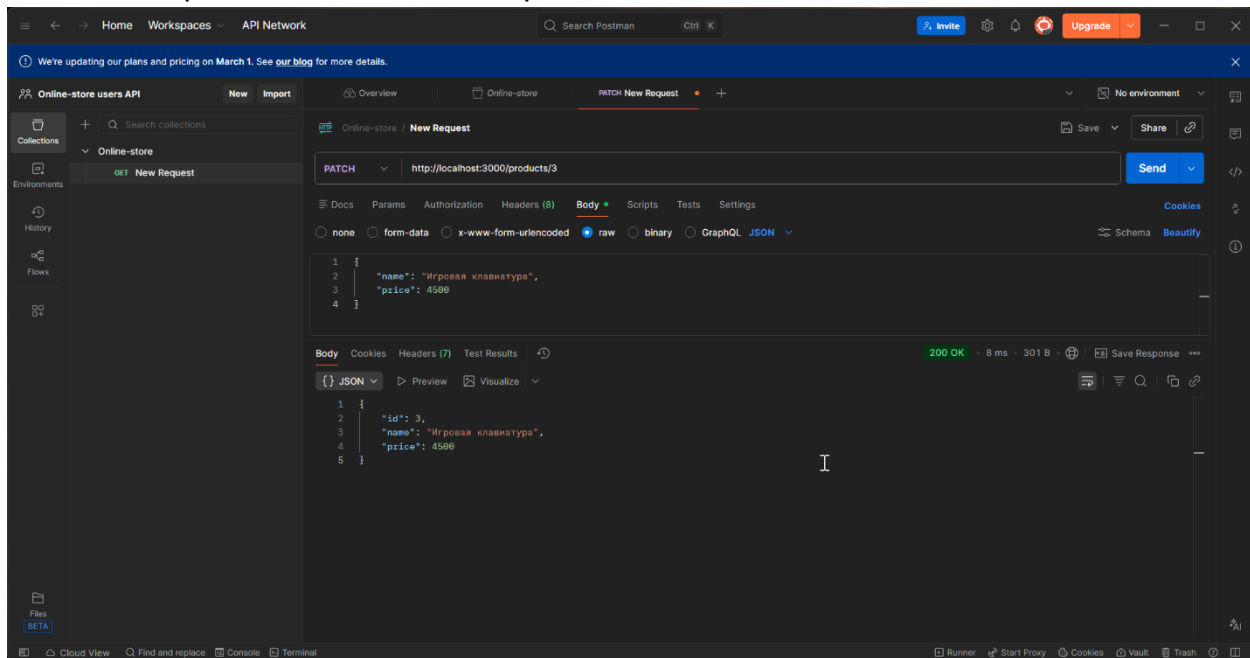 Home Workspaces API Network Search Postman Ctrl K Invite Upgrade
We're updating our plans and pricing on March 1. See our blog for more details.
Online-store users API New Import Overview Online-store PATCH New Request No environment
Collections Search collections Online-store / New Request Save Share
Online-store
GET New Request PATCH http://localhost:3000/products/3 Send
Environments
History
Flows
Docs Params Authorization Headers (8) Body Scripts Tests Settings Cookies
none form-data x-www-form-urlencoded raw binary GraphQL JSON Schema Beautify
1 {
2 "name": "Игровая клавиатура",
3 "price": 4500
4 }
Body Cookies Headers (7) Test Results 200 OK 8 ms 301 B Save Response
{} JSON Preview Visualize
1 {
2 "id": 3,
3 "name": "Игровая клавиатура",
4 "price": 4500
5 }
Files
BETA
AI
Cloud View Find and replace Console Terminal Runner Start Proxy Cookies Vault Trash